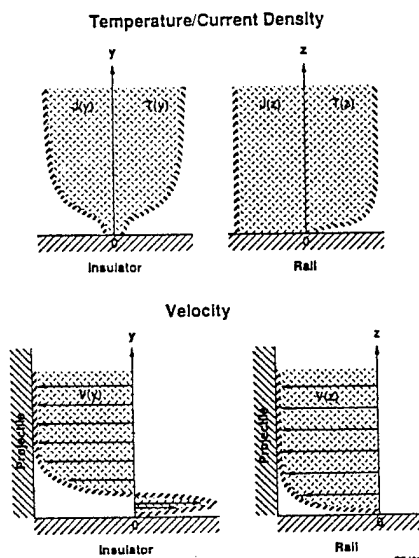 Temperature/Current Density
y
z
J(y) T(y)
J(z) T(z)
0
0
Insulator
Rail
Velocity
y
z
Projectile
V(y)
Projectile
V(z)
0
0
Insulator
Rail